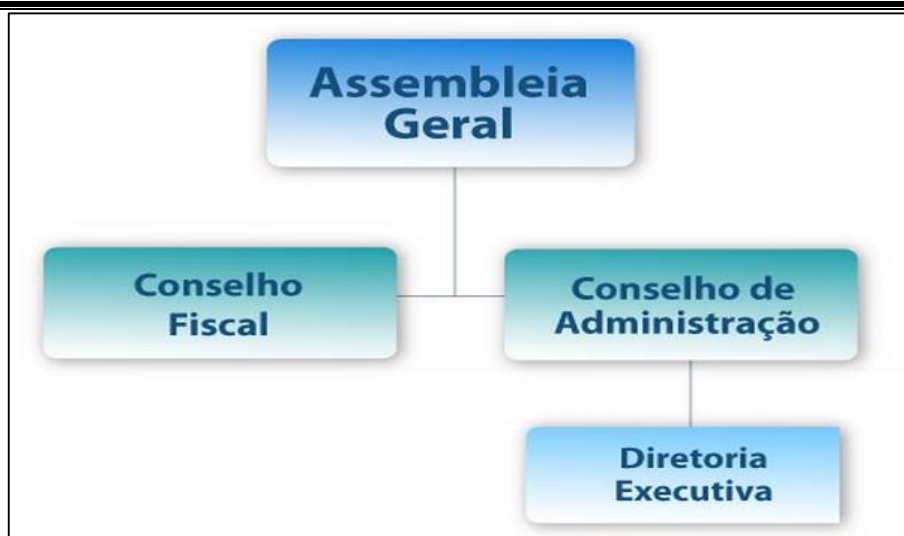 Assembleia
Geral
Conselho
Fiscal
Conselho de
Administração
Diretoria
Executiva